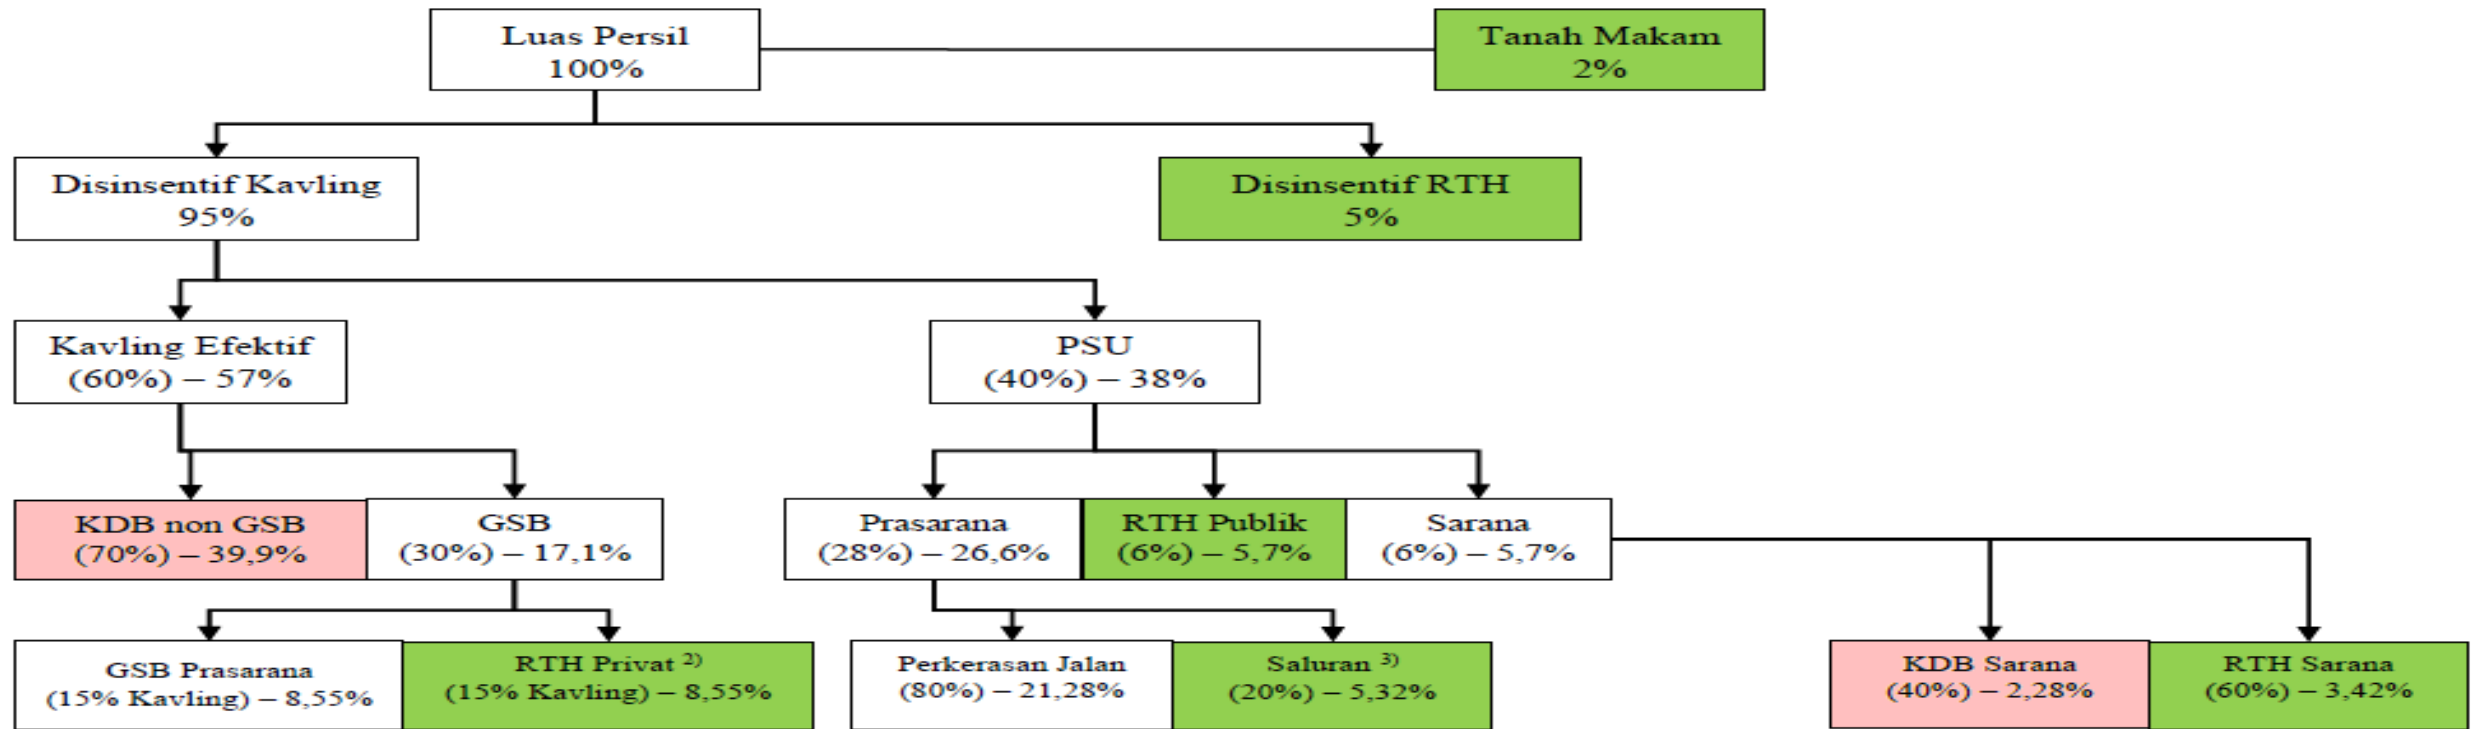 Luas Persil
100%
Tanah Makam
2%
Disinsentif Kavling
95%
Disinsentif RTH
5%
Kavling Efektif
(60%) – 57%
PSU
(40%) – 38%
KDB non GSB
(70%) – 39,9%
GSB
(30%) – 17,1%
Prasarana
(28%) – 26,6%
RTH Publik
(6%) – 5,7%
Sarana
(6%) – 5,7%
GSB Prasarana
(15% Kavling) – 8,55%
RTH Privat ²⁾
(15% Kavling) – 8,55%
Perkerasan Jalan
(80%) – 21,28%
Saluran ³⁾
(20%) – 5,32%
KDB Sarana
(40%) – 2,28%
RTH Sarana
(60%) – 3,42%